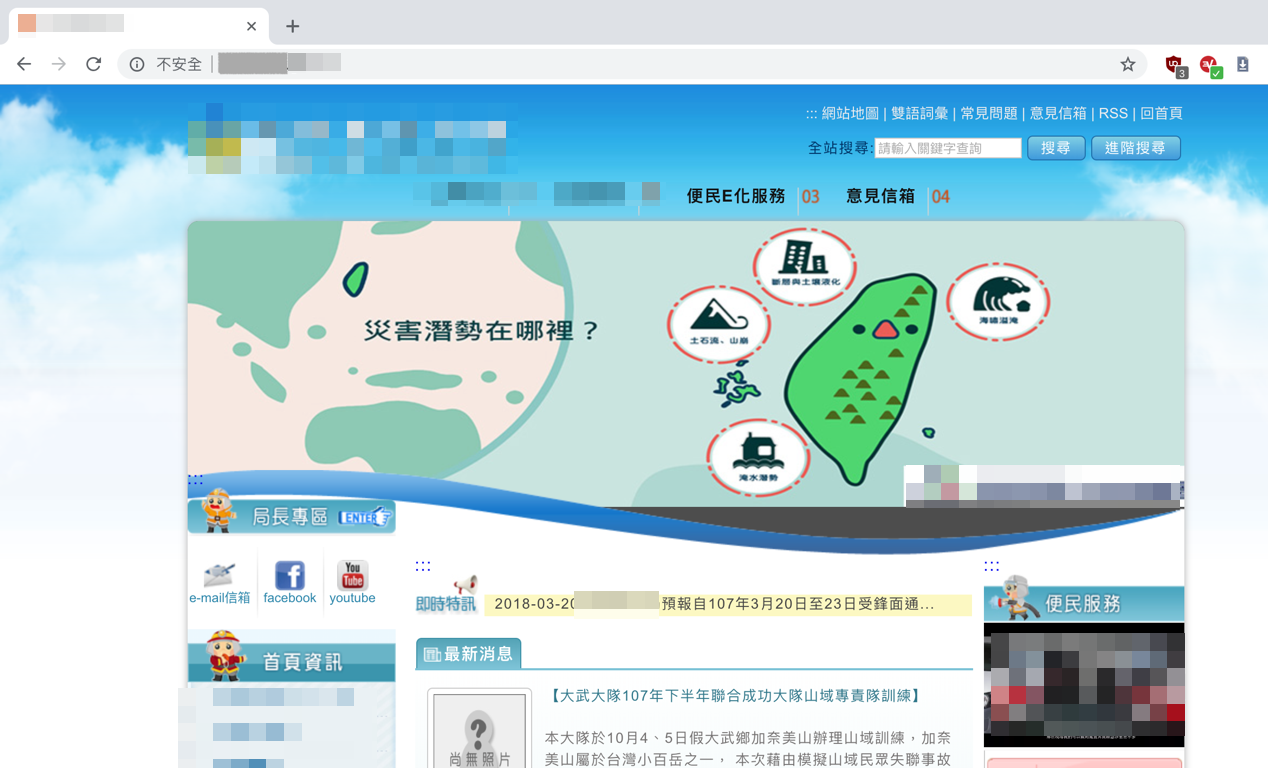 不安全
3
::: 網站地圖 | 雙語詞彙 | 常見問題 | 意見信箱 | RSS | 回首頁
全站搜尋: 請輸入關鍵字查詢 搜尋 進階搜尋
便民E化服務 03 意見信箱 04
斷層與土壤液化
海嘯溢淹
災害潛勢在哪裡？
土石流、山崩
淹水潛勢
:::
局長專區 ENTER
e-mail信箱
facebook
You Tube
youtube
:::
即時特訊
2018-03-20
預報自107年3月20日至23日受鋒面通...
:::
便民服務
首頁資訊
最新消息
【大武大隊107年下半年聯合成功大隊山域專責隊訓練】
?
尚無照片
本大隊於10月4、5日假大武鄉加奈美山辦理山域訓練，加奈
美山屬於台灣小百岳之一， 本次藉由模擬山域民眾失聯事故